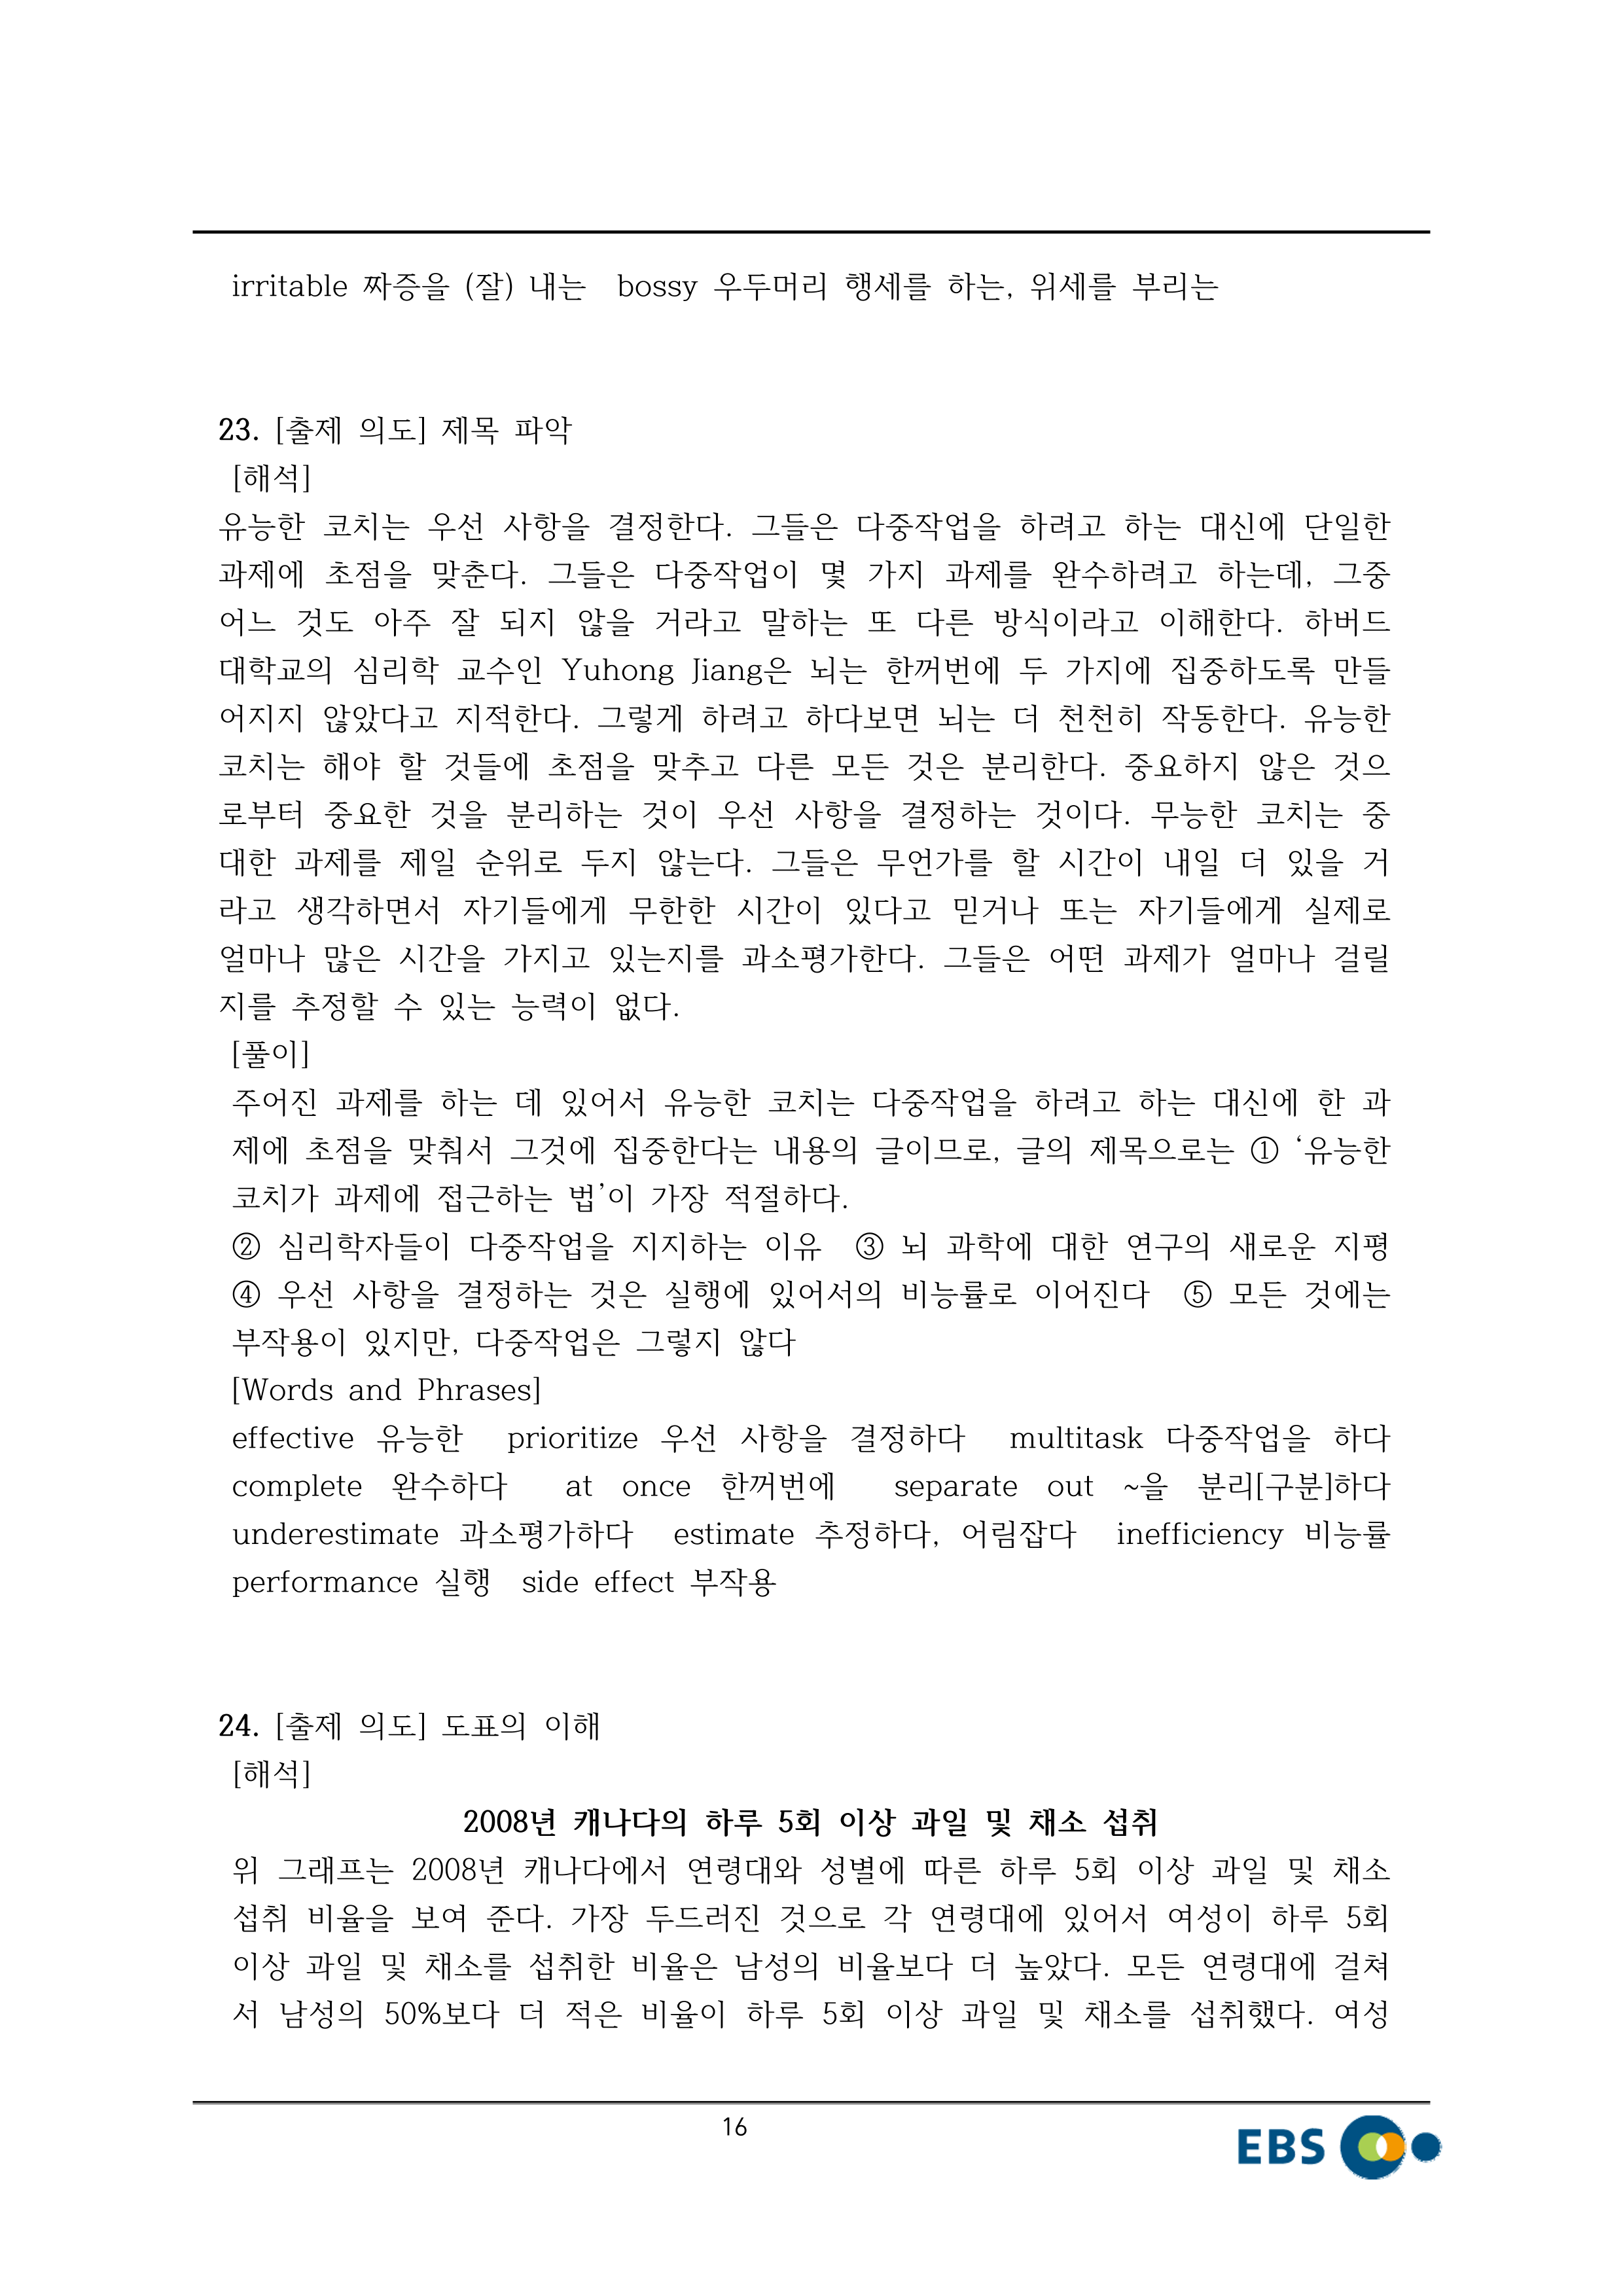 irritable 짜증을 (잘) 내는 bossy 우두머리 행세를 하는, 위세를 부리는
23. [출제 의도] 제목 파악
[해석]
유능한 코치는 우선 사항을 결정한다. 그들은 다중작업을 하려고 하는 대신에 단일한
과제에 초점을 맞춘다. 그들은 다중작업이 몇 가지 과제를 완수하려고 하는데, 그중
어느 것도 아주 잘 되지 않을 거라고 말하는 또 다른 방식이라고 이해한다. 하버드
대학교의 심리학 교수인 Yuhong Jiang은 뇌는 한꺼번에 두 가지에 집중하도록 만들
어지지 않았다고 지적한다. 그렇게 하려고 하다보면 뇌는 더 천천히 작동한다. 유능한
코치는 해야 할 것들에 초점을 맞추고 다른 모든 것은 분리한다. 중요하지 않은 것으
로부터 중요한 것을 분리하는 것이 우선 사항을 결정하는 것이다. 무능한 코치는 중
대한 과제를 제일 순위로 두지 않는다. 그들은 무언가를 할 시간이 내일 더 있을 거
라고 생각하면서 자기들에게 무한한 시간이 있다고 믿거나 또는 자기들에게 실제로
얼마나 많은 시간을 가지고 있는지를 과소평가한다. 그들은 어떤 과제가 얼마나 걸릴
지를 추정할 수 있는 능력이 없다.
[풀이]
주어진 과제를 하는 데 있어서 유능한 코치는 다중작업을 하려고 하는 대신에 한 과
제에 초점을 맞춰서 그것에 집중한다는 내용의 글이므로, 글의 제목으로는 ① ‘유능한
코치가 과제에 접근하는 법’이 가장 적절하다.
② 심리학자들이 다중작업을 지지하는 이유 ③ 뇌 과학에 대한 연구의 새로운 지평
④ 우선 사항을 결정하는 것은 실행에 있어서의 비능률로 이어진다 ⑤ 모든 것에는
부작용이 있지만, 다중작업은 그렇지 않다
[Words and Phrases]
effective 유능한 prioritize 우선 사항을 결정하다 multitask 다중작업을 하다
complete 완수하다 at once 한꺼번에 separate out ~을 분리[구분]하다
underestimate 과소평가하다 estimate 추정하다, 어림잡다 inefficiency 비능률
performance 실행 side effect 부작용
24. [출제 의도] 도표의 이해
[해석]
2008년 캐나다의 하루 5회 이상 과일 및 채소 섭취
위 그래프는 2008년 캐나다에서 연령대와 성별에 따른 하루 5회 이상 과일 및 채소
섭취 비율을 보여 준다. 가장 두드러진 것으로 각 연령대에 있어서 여성이 하루 5회
이상 과일 및 채소를 섭취한 비율은 남성의 비율보다 더 높았다. 모든 연령대에 걸쳐
서 남성의 50%보다 더 적은 비율이 하루 5회 이상 과일 및 채소를 섭취했다. 여성
16
EBS